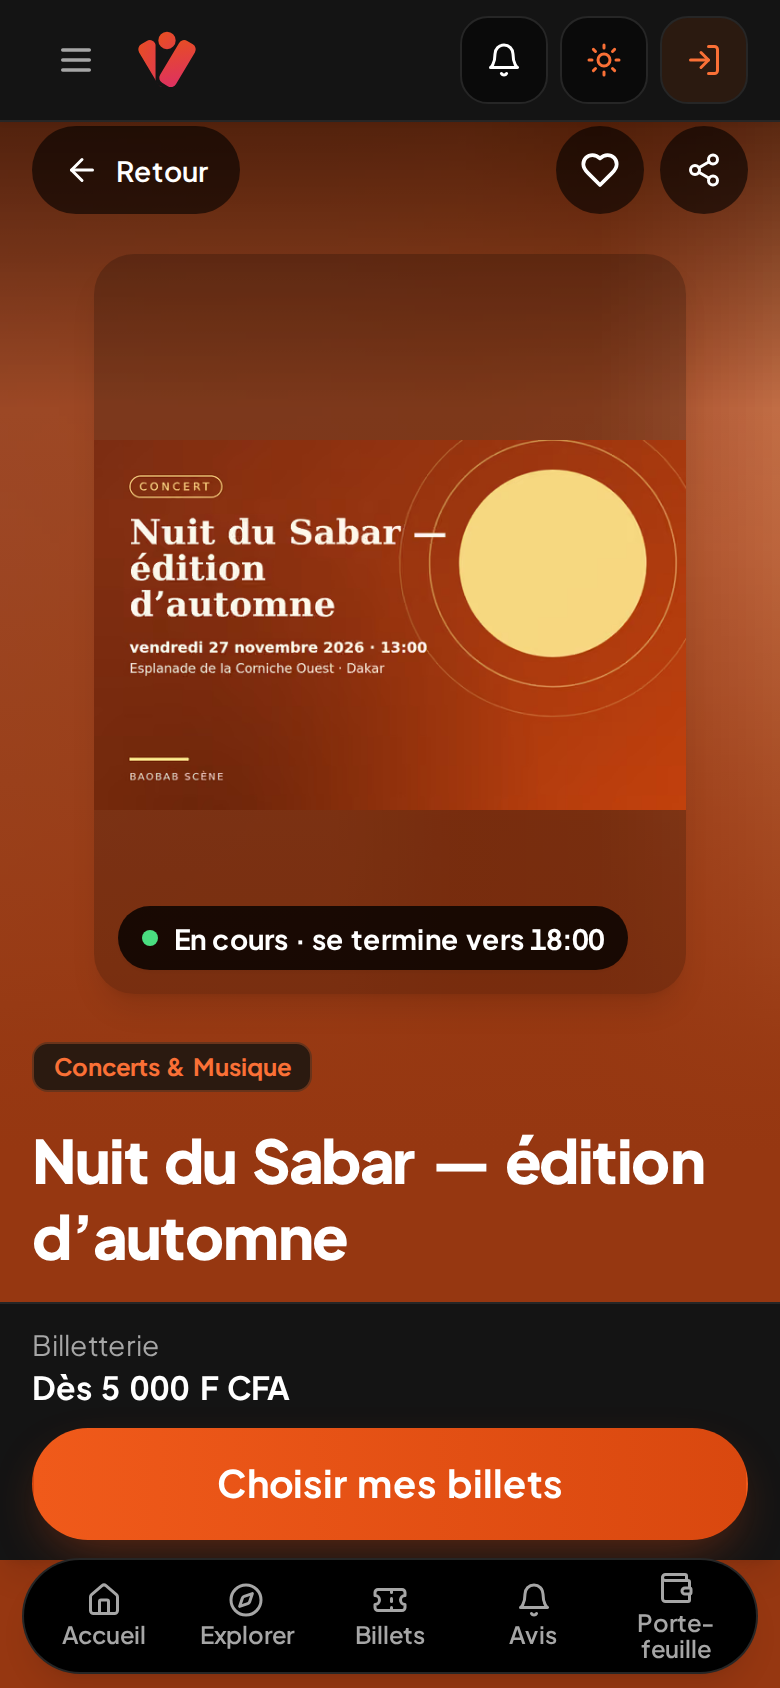 Retour
CONCERT
Nuit du Sabar —
édition
d’automne
vendredi 27 novembre 2026 · 13:00
Esplanade de la Corniche Ouest · Dakar
BAOBAB SCÈNE
En cours · se termine vers 18:00
Concerts & Musique
Nuit du Sabar — édition
d’automne
Billetterie
Dès 5 000 F CFA
Choisir mes billets
Accueil
Explorer
Billets
Avis
Porte-
feuille